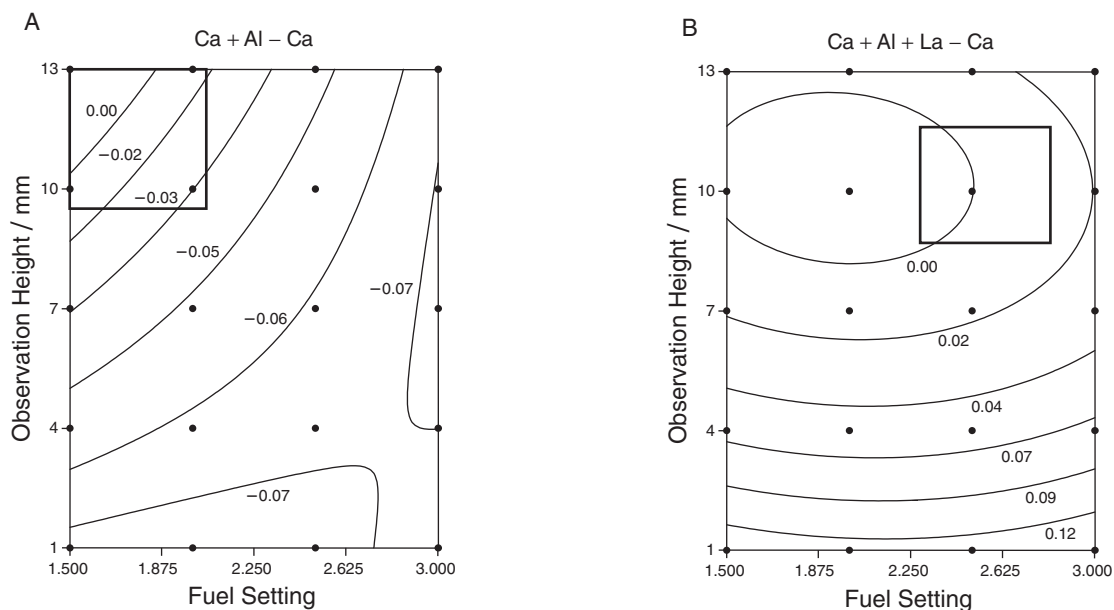 A
Ca + Al − Ca
Observation Height / mm
13
10
7
4
1
0.00
−0.02
−0.03
−0.05
−0.06
−0.07
−0.07
1.500 1.875 2.250 2.625 3.000
Fuel Setting
B
Ca + Al + La − Ca
Observation Height / mm
13
10
7
4
1
0.00
0.02
0.04
0.07
0.09
0.12
1.500 1.875 2.250 2.625 3.000
Fuel Setting